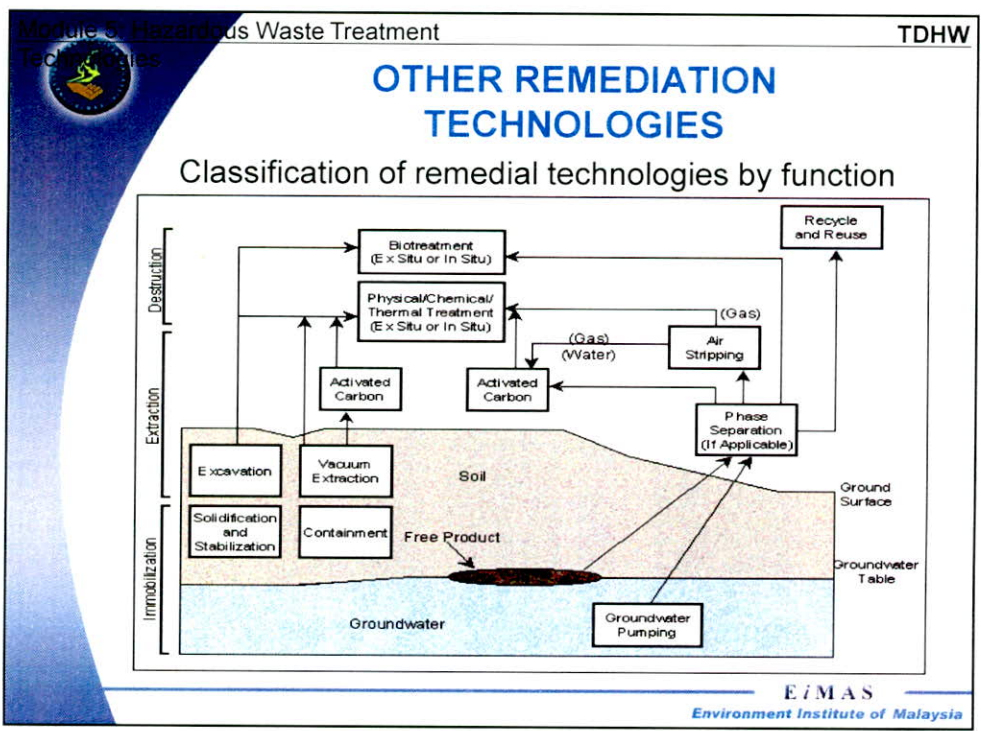 Module 5: Hazardous Waste Treatment
Technologies
TDHW
OTHER REMEDIATION
TECHNOLOGIES
Classification of remedial technologies by function
Recycle
and Reuse
Destruction
Biotreatment
(Ex Situ or In Situ)
Physical/Chemical/
Thermal Treatment
(Ex Situ or In Situ)
(Gas)
(Gas)
(Water)
Air
Stripping
Extraction
Activated
Carbon
Activated
Carbon
Phase
Separation
(If Applicable)
Excavation
Vacuum
Extraction
Soil
Ground
Surface
Immobilization
Solidification
and
Stabilization
Containment
Free Product
Groundwater
Table
Groundwater
Groundwater
Pumping
EiMAS
Environment Institute of Malaysia